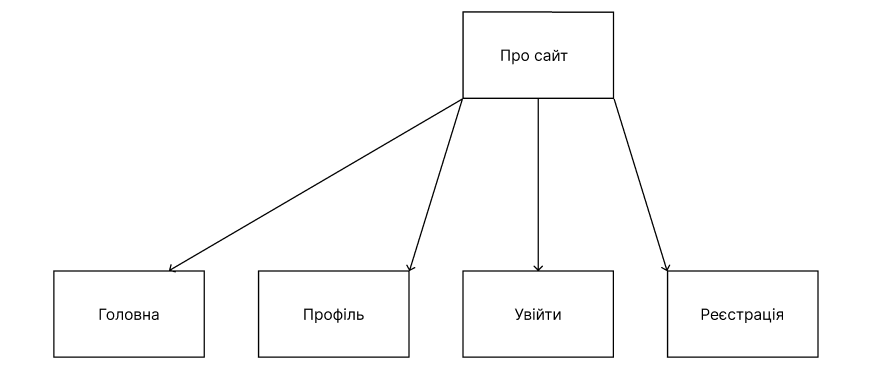 Про сайт
Головна
Профіль
Увійти
Реєстрація